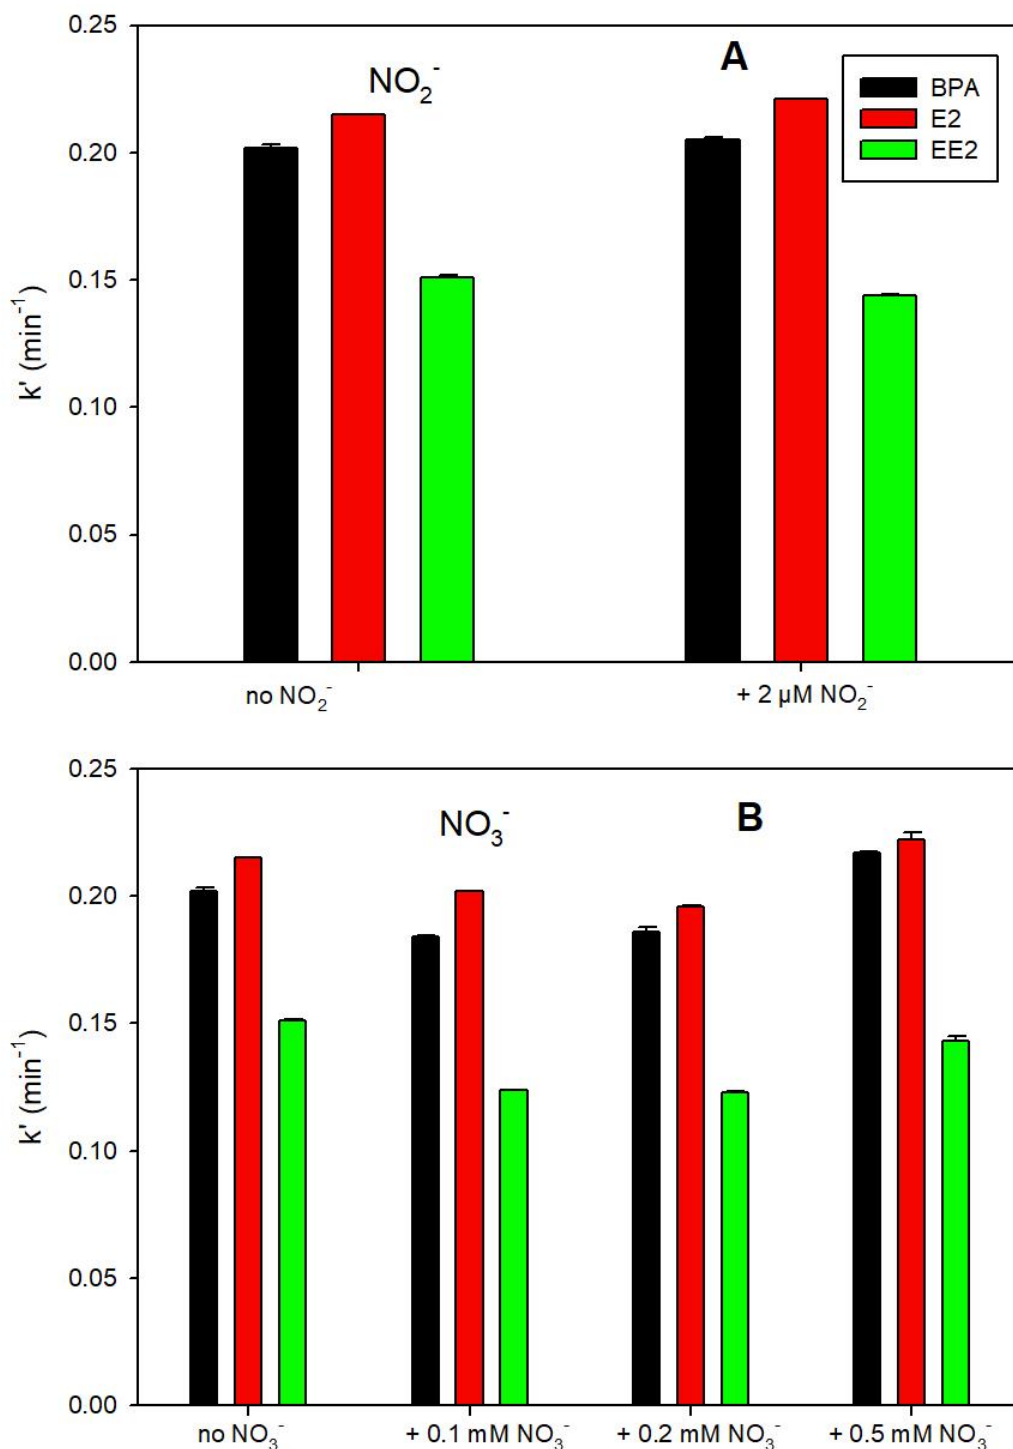 0.25
A
NO₂⁻
BPA
E2
EE2
0.20
0.15
k' (min⁻¹)
0.10
0.05
0.00
no NO₂⁻
+ 2 µM NO₂⁻
0.25
NO₃⁻
B
0.20
0.15
k' (min⁻¹)
0.10
0.05
0.00
no NO₃⁻
+ 0.1 mM NO₃⁻
+ 0.2 mM NO₃⁻
+ 0.5 mM NO₃⁻